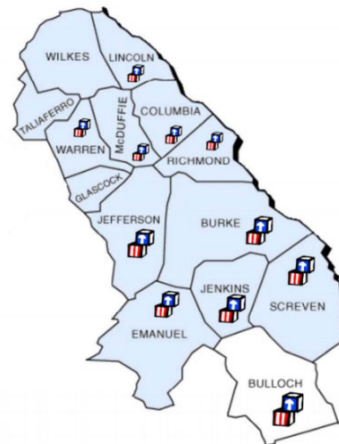 WILKES
LINCOLN
TALIAFERRO
WARREN
McDUFFIE
COLUMBIA
RICHMOND
GLASCOCK
JEFFERSON
BURKE
JENKINS
SCREVEN
EMANUEL
BULLOCH